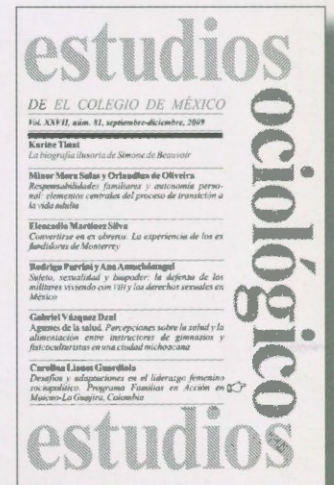 estudios
sociológicos
DE EL COLEGIO DE MÉXICO
Vol. XXVII, núm. 81, septiembre-diciembre, 2009
Karine Tinat
La biografía ilusoria de Simone de Beauvoir
Minor Mora Salas y Orlandina de Oliveira
Responsabilidades familiares y autonomía perso-
nal: elementos centrales del proceso de transición a
la vida adulta
Eleocadio Martínez Silva
Convertirse en ex obreros. La experiencia de los ex
fundidores de Monterrey
Rodrigo Parrini y Ana Amuchástegui
Sujeto, sexualidad y biopoder: la defensa de los
militares viviendo con VIH y los derechos sexuales en
México
Gabriel Vázquez Dzul
Agentes de la salud. Percepciones sobre la salud y la
alimentación entre instructores de gimnasios y
fisicoculturistas en una ciudad michoacana
Carolina Llanos Guardiola
Desafíos y adaptaciones en el liderazgo femenino
sociopolítico. Programa Familias en Acción en
Maicao-La Guajira, Colombia
estudios